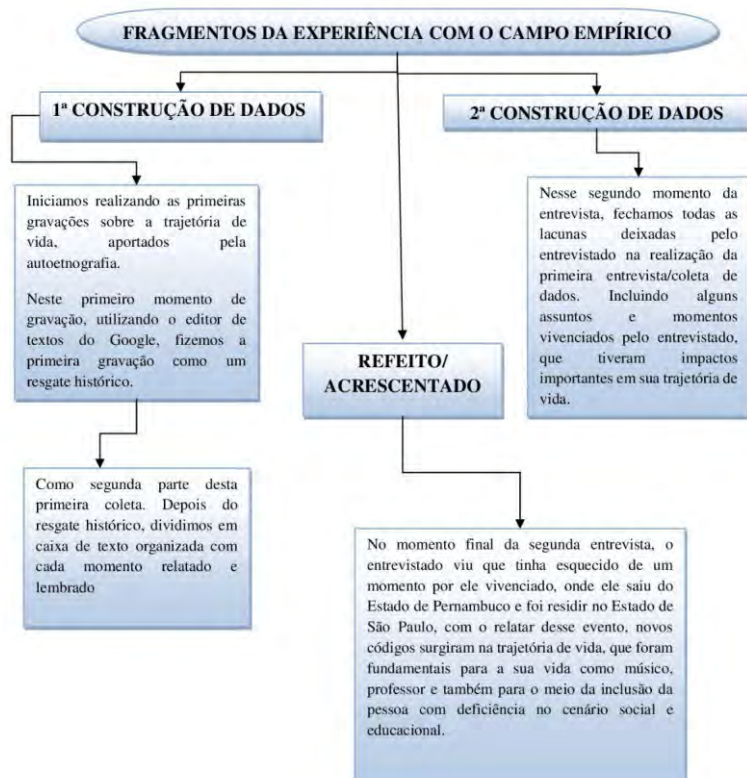 FRAGMENTOS DA EXPERIÊNCIA COM O CAMPO EMPÍRICO
1ª CONSTRUÇÃO DE DADOS
Iniciamos realizando as primeiras
gravações sobre a trajetória de
vida, aportados pela
autoetnografia.
Neste primeiro momento de
gravação, utilizando o editor de
textos do Google, fizemos a
primeira gravação como um
resgate histórico.
Como segunda parte desta
primeira coleta. Depois do
resgate histórico, dividimos em
caixa de texto organizada com
cada momento relatado e
lembrado
REFEITO/
ACRESCENTADO
No momento final da segunda entrevista, o
entrevistado viu que tinha esquecido de um
momento por ele vivenciado, onde ele saiu do
Estado de Pernambuco e foi residir no Estado de
São Paulo, com o relatar desse evento, novos
códigos surgiram na trajetória de vida, que foram
fundamentais para a sua vida como músico,
professor e também para o meio da inclusão da
pessoa com deficiência no cenário social e
educacional.
2ª CONSTRUÇÃO DE DADOS
Nesse segundo momento da
entrevista, fechamos todas as
lacunas deixadas pelo
entrevistado na realização da
primeira entrevista/coleta de
dados. Incluindo alguns
assuntos e momentos
vivenciados pelo entrevistado,
que tiveram impactos
importantes em sua trajetória de
vida.